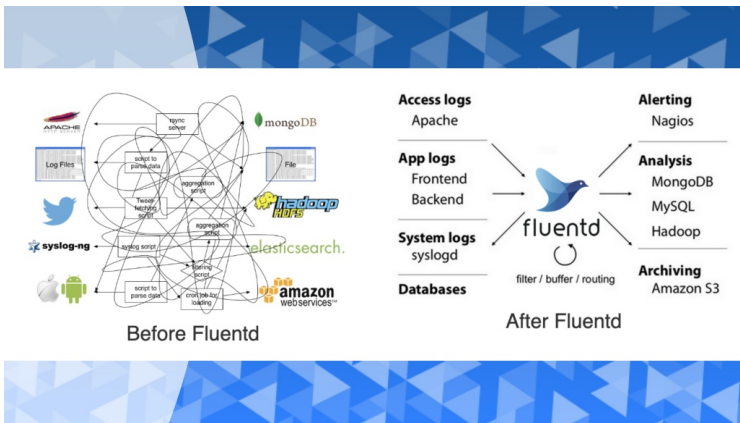 APACHE
Log Files
syslog-ng
rsync
server
script to
parse data
aggregation
script
Tweet
fetching
script
aggregation
script
syslog script
filtering
script
script to
parse data
cron job for
loading
mongoDB
File
hadoop
HDFS
elasticsearch.
amazon
webservices™
Before Fluentd
Access logs
Apache
App logs
Frontend
Backend
System logs
syslogd
Databases
fluentd
filter / buffer / routing
Alerting
Nagios
Analysis
MongoDB
MySQL
Hadoop
Archiving
Amazon S3
After Fluentd